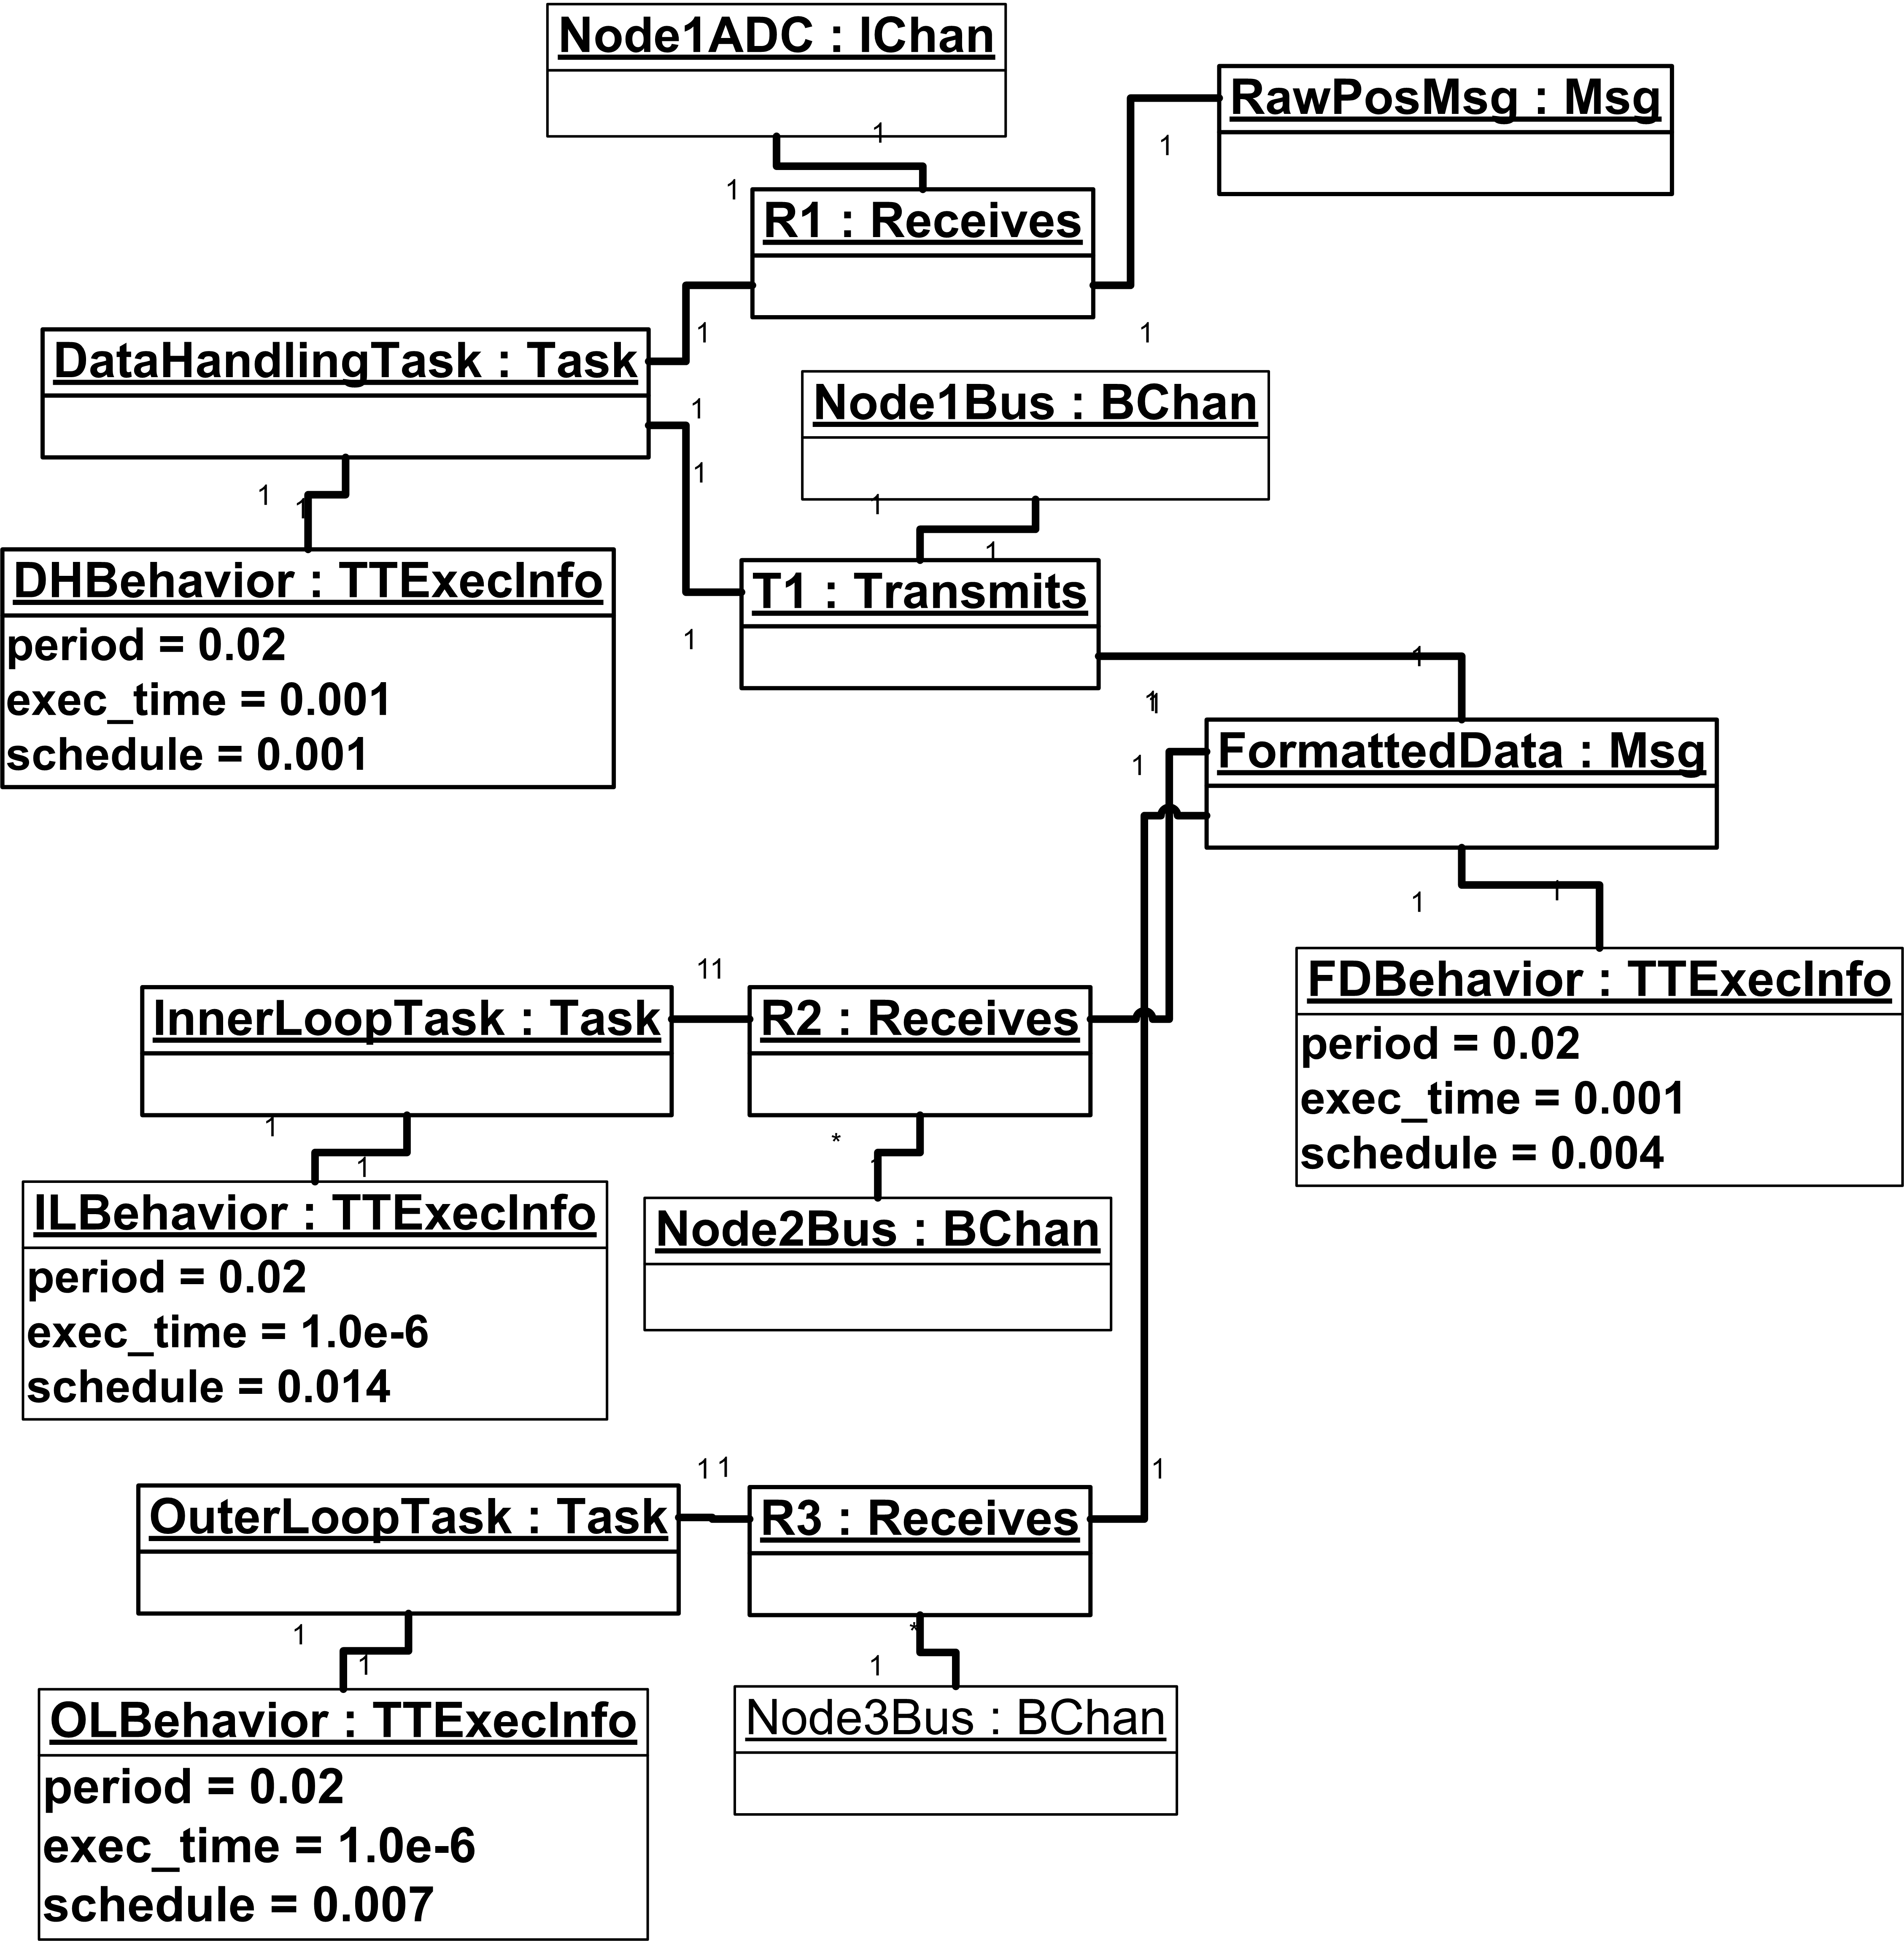 Node1ADC : IChan
RawPosMsg : Msg
1
1
1
R1 : Receives
1
1
DataHandlingTask : Task
1
Node1Bus : BChan
1
1
1
1
1
DHBehavior : TTExecInfo
period = 0.02
exec_time = 0.001
schedule = 0.001
T1 : Transmits
1
1
1
1
1
FormattedData : Msg
1
1
11
InnerLoopTask : Task
R2 : Receives
FDBehavior : TTExecInfo
period = 0.02
exec_time = 0.001
schedule = 0.004
1
*
1
1
ILBehavior : TTExecInfo
period = 0.02
exec_time = 1.0e-6
schedule = 0.014
Node2Bus : BChan
1 1
1
OuterLoopTask : Task
R3 : Receives
1
*
1
1
OLBehavior : TTExecInfo
period = 0.02
exec_time = 1.0e-6
schedule = 0.007
Node3Bus : BChan